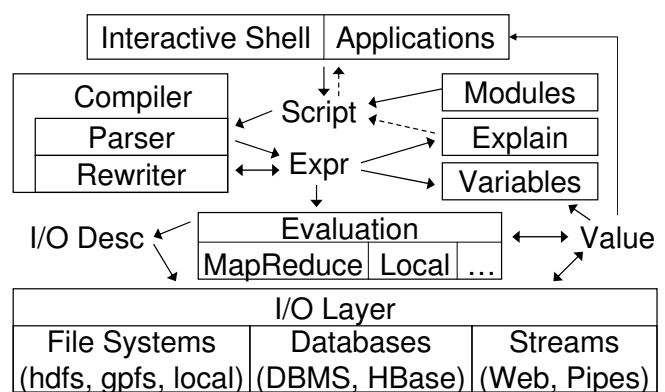 Interactive Shell Applications
Compiler
Script
Modules
Parser
Explain
Rewriter
Expr
Variables
I/O Desc
Evaluation
Value
MapReduce Local ...
I/O Layer
File Systems Databases Streams
(hdfs, gpfs, local) (DBMS, HBase) (Web, Pipes)